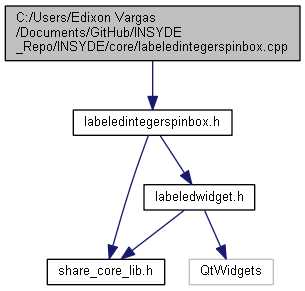 C:/Users/Edixon Vargas
/Documents/GitHub/INSYDE
_Repo/INSYDE/core/labeledintegerspinbox.cpp
labeledintegerspinbox.h
labeledwidget.h
share_core_lib.h
QtWidgets